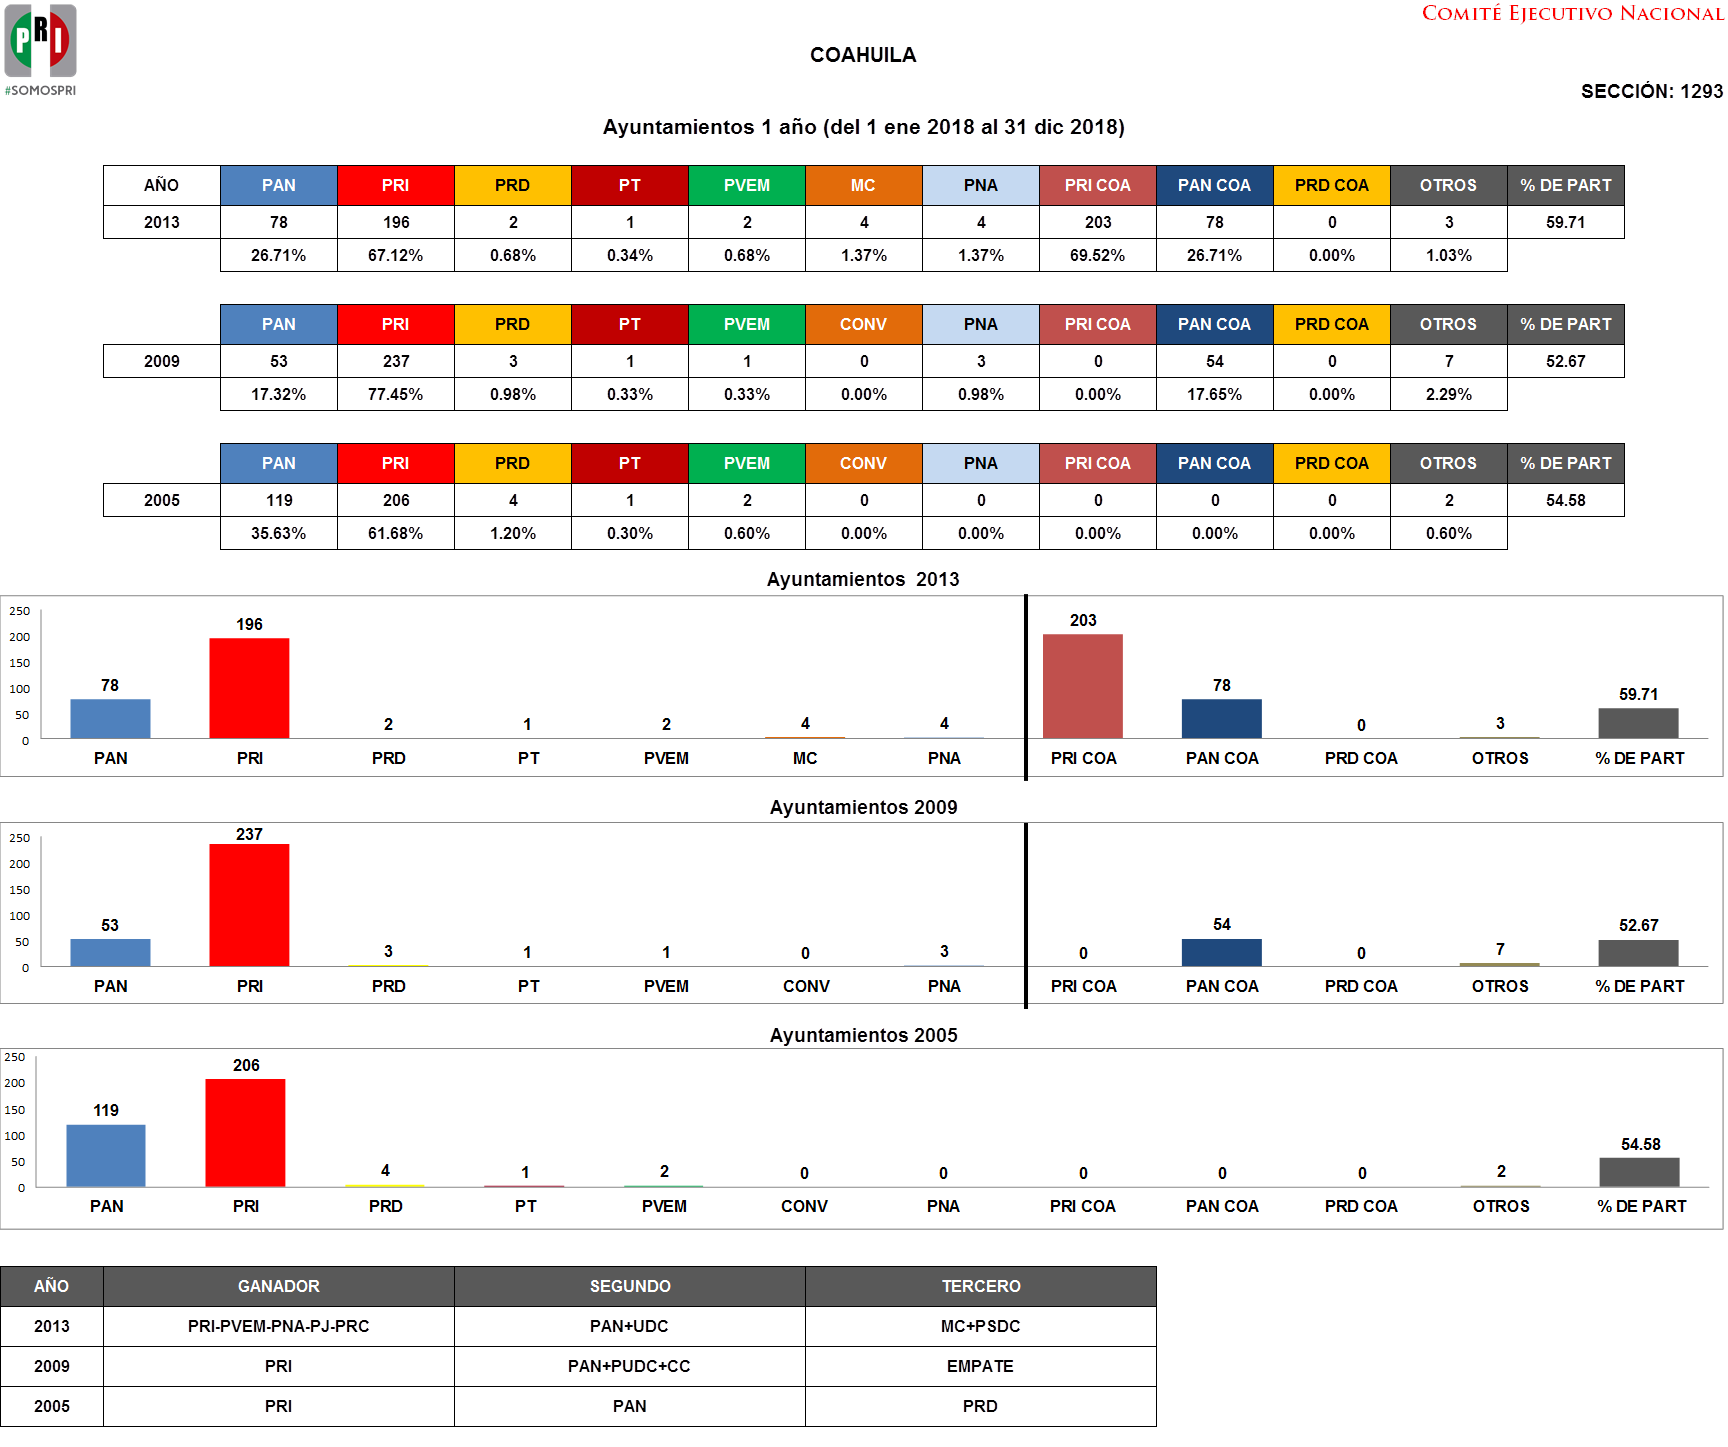 PRI
#SOMOSPRI
COMITÉ EJECUTIVO NACIONAL
COAHUILA
SECCIÓN: 1293
Ayuntamientos 1 año (del 1 ene 2018 al 31 dic 2018)
AÑO PAN PRI PRD PT PVEM MC PNA PRI COA PAN COA PRD COA OTROS % DE PART
2013 78 196 2 1 2 4 4 203 78 0 3 59.71
26.71% 67.12% 0.68% 0.34% 0.68% 1.37% 1.37% 69.52% 26.71% 0.00% 1.03%
PAN PRI PRD PT PVEM CONV PNA PRI COA PAN COA PRD COA OTROS % DE PART
2009 53 237 3 1 1 0 3 0 54 0 7 52.67
17.32% 77.45% 0.98% 0.33% 0.33% 0.00% 0.98% 0.00% 17.65% 0.00% 2.29%
PAN PRI PRD PT PVEM CONV PNA PRI COA PAN COA PRD COA OTROS % DE PART
2005 119 206 4 1 2 0 0 0 0 0 2 54.58
35.63% 61.68% 1.20% 0.30% 0.60% 0.00% 0.00% 0.00% 0.00% 0.00% 0.60%
Ayuntamientos 2013
250
200
150
100
50
0
78 196 2 1 2 4 4 203 78 0 3 59.71
PAN PRI PRD PT PVEM MC PNA PRI COA PAN COA PRD COA OTROS % DE PART
Ayuntamientos 2009
250
200
150
100
50
0
53 237 3 1 1 0 3 0 54 0 7 52.67
PAN PRI PRD PT PVEM CONV PNA PRI COA PAN COA PRD COA OTROS % DE PART
Ayuntamientos 2005
250
200
150
100
50
0
119 206 4 1 2 0 0 0 0 0 2 54.58
PAN PRI PRD PT PVEM CONV PNA PRI COA PAN COA PRD COA OTROS % DE PART
AÑO GANADOR SEGUNDO TERCERO
2013 PRI-PVEM-PNA-PJ-PRC PAN+UDC MC+PSDC
2009 PRI PAN+PUDC+CC EMPATE
2005 PRI PAN PRD